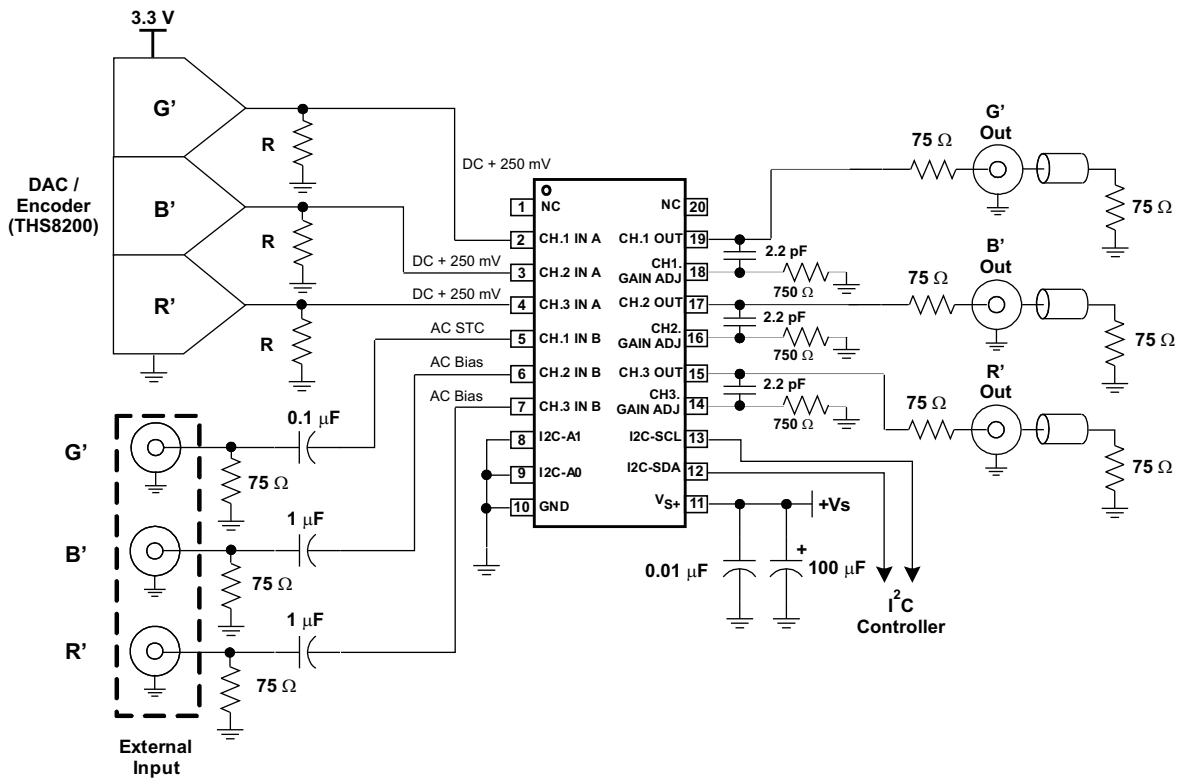 3.3 V
DAC /
Encoder
(THS8200)
G’
B’
R’
R
R
R
DC + 250 mV
DC + 250 mV
DC + 250 mV
AC STC
AC Bias
AC Bias
External
Input
G’
B’
R’
75 Ω
75 Ω
75 Ω
0.1 μF
1 μF
1 μF
1 NC
2 CH.1 IN A
3 CH.2 IN A
4 CH.3 IN A
5 CH.1 IN B
6 CH.2 IN B
7 CH.3 IN B
8 I2C-A1
9 I2C-A0
10 GND
NC 20
CH.1 OUT 19
CH1.
GAIN ADJ 18
CH.2 OUT 17
CH2.
GAIN ADJ 16
CH.3 OUT 15
CH3.
GAIN ADJ 14
I2C-SCL 13
I2C-SDA 12
VS+ 11
2.2 pF
750 Ω
2.2 pF
750 Ω
2.2 pF
750 Ω
75 Ω
G’
Out
75 Ω
75 Ω
B’
Out
75 Ω
75 Ω
R’
Out
75 Ω
+Vs
0.01 μF
+
100 μF
I2C
Controller